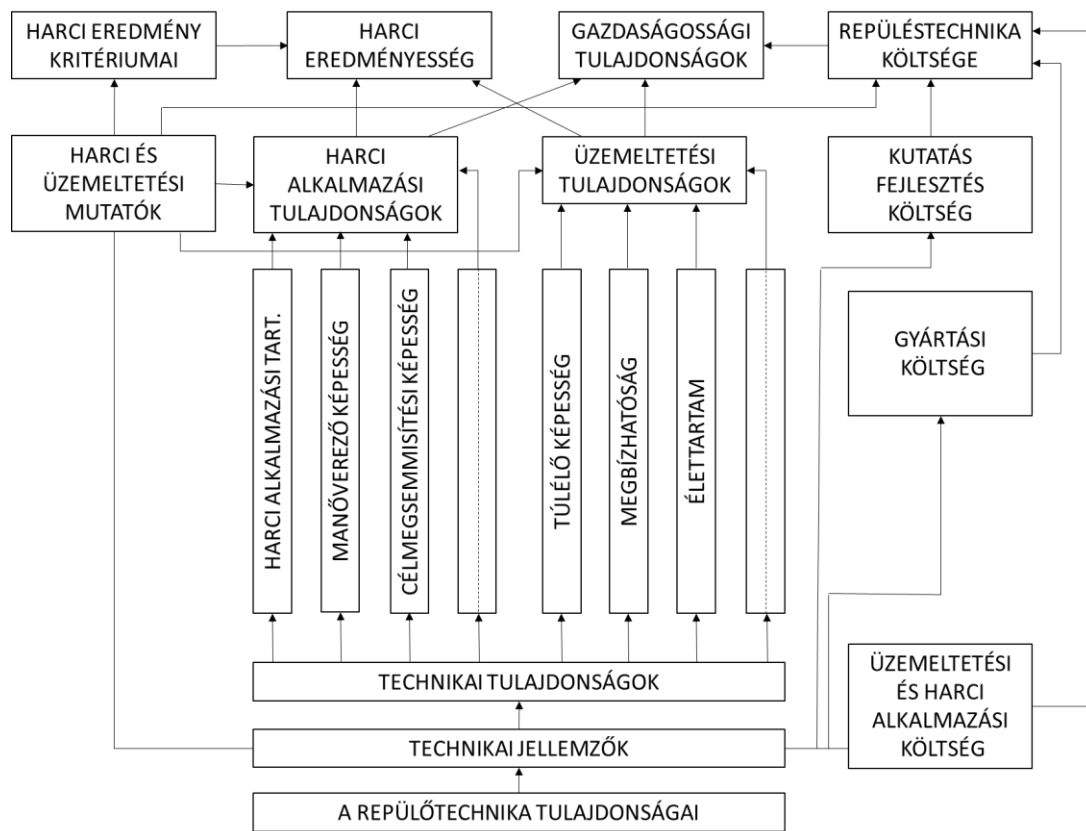 HARCI EREDMÉNY
KRITÉRIUMAI
HARCI
EREDMÉNYESSÉG
GAZDASÁGOSSÁGI
TULAJDONSÁGOK
REPÜLÉSTECHNIKA
KÖLTSÉGE
HARCI ÉS
ÜZEMELTETÉSI
MUTATÓK
HARCI
ALKALMAZÁSI
TULAJDONSÁGOK
ÜZEMELTETÉSI
TULAJDONSÁGOK
KUTATÁS
FEJLESZTÉS
KÖLTSÉG
HARCI ALKALMAZÁSI TART.
MANŐVEREZŐ KÉPESSÉG
CÉLMEGSEMMISÍTÉSI KÉPESSÉG
TÚLÉLŐ KÉPESSÉG
MEGBÍZHATÓSÁG
ÉLETTARTAM
GYÁRTÁSI
KÖLTSÉG
ÜZEMELTETÉSI
ÉS HARCI
ALKALMAZÁSI
KÖLTSÉG
TECHNIKAI TULAJDONSÁGOK
TECHNIKAI JELLEMZŐK
A REPÜLŐTECHNIKA TULAJDONSÁGAI